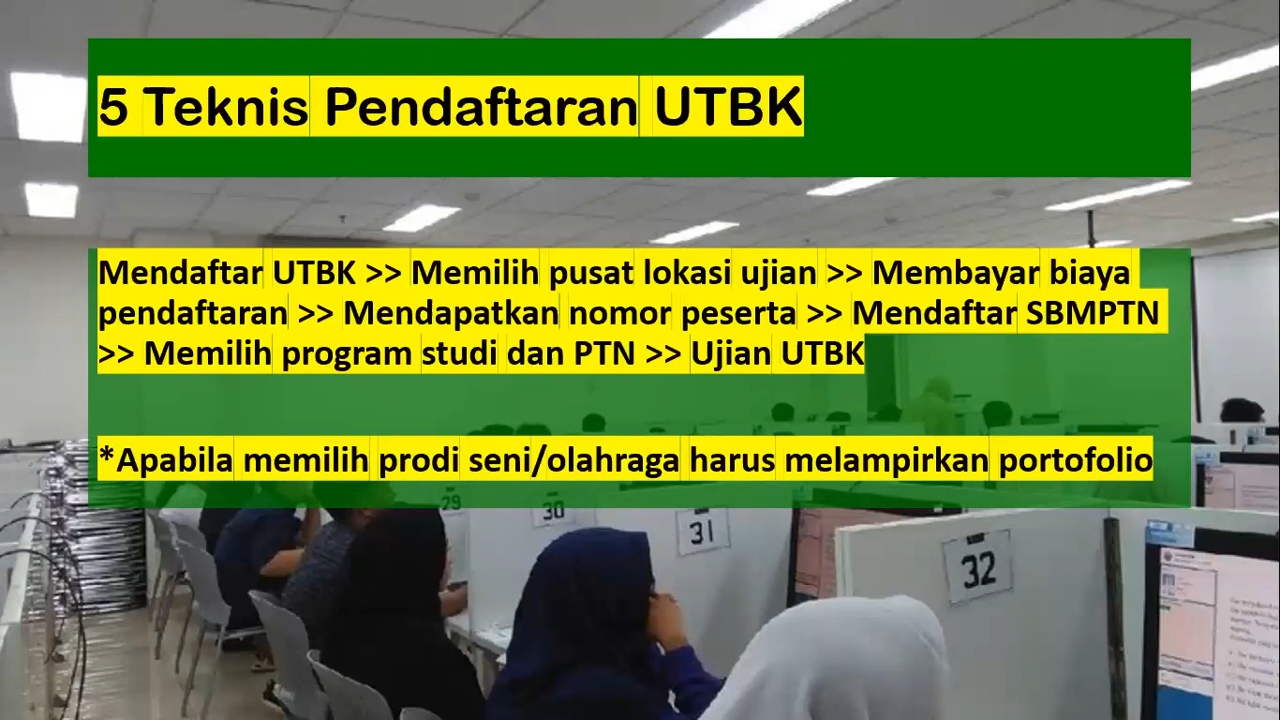 5 Teknis Pendaftaran UTBK
Mendaftar UTBK >> Memilih pusat lokasi ujian >> Membayar biaya
pendaftaran >> Mendapatkan nomor peserta >> Mendaftar SBMPTN
>> Memilih program studi dan PTN >> Ujian UTBK
*Apabila memilih prodi seni/olahraga harus melampirkan portofolio
29
30
31
32